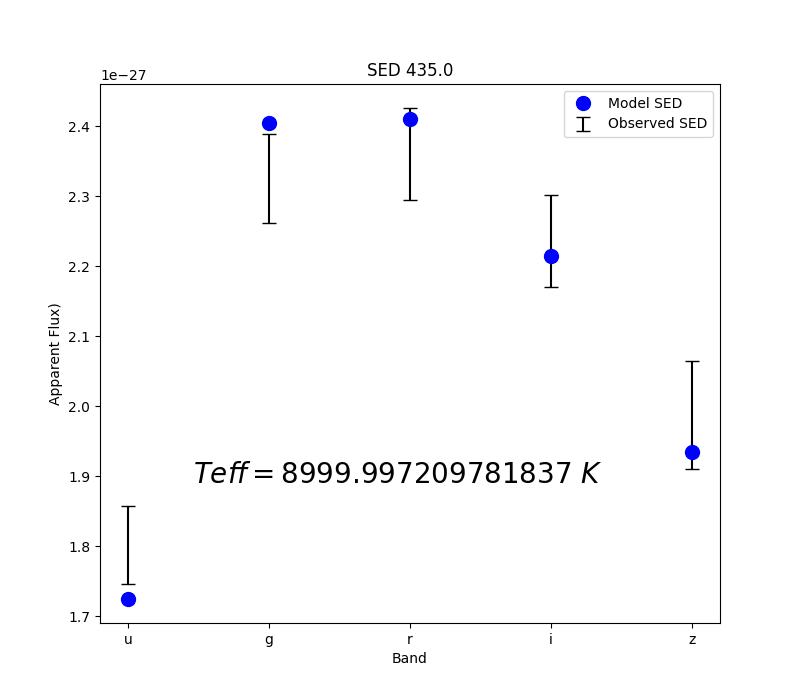 SED 435.0
1e−27
Model SED
Observed SED
2.4
2.3
2.2
2.1
2.0
1.9
1.8
1.7
Apparent Flux)
Teff = 8999.997209781837 K
u g r i z
Band